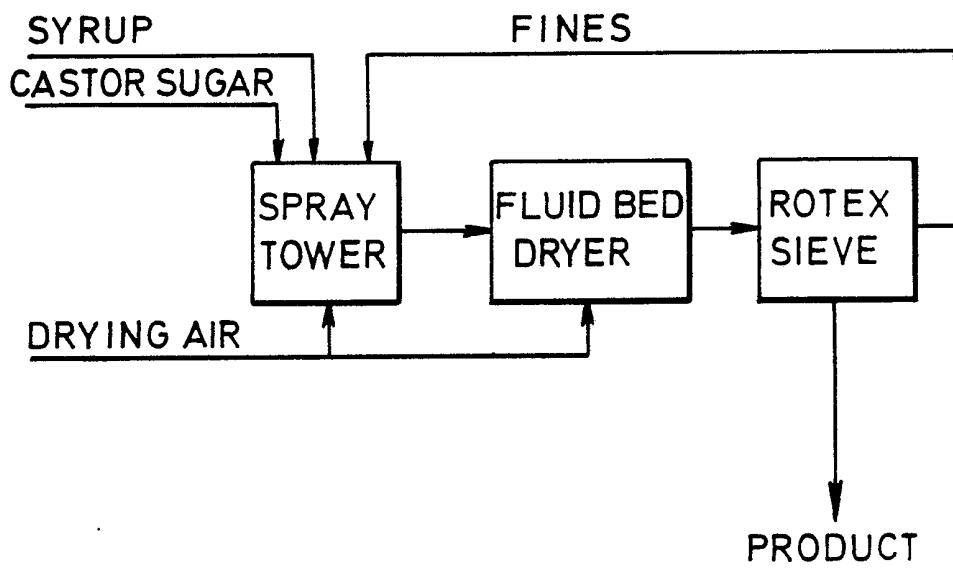 SYRUP
FINES
CASTOR SUGAR
SPRAY
TOWER
FLUID BED
DRYER
ROTEX
SIEVE
DRYING AIR
PRODUCT